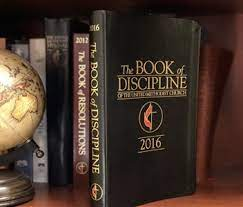 2012
The BOOK of RESOLUTIONS
2016
The BOOK of DISCIPLINE
The BOOK of
DISCIPLINE
OF THE UNITED METHODIST CHURCH
2016